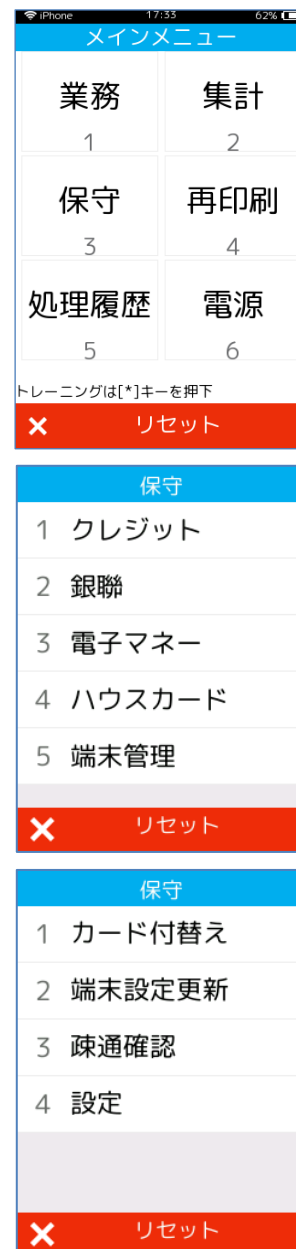 iPhone 17:33 62%
メインメニュー
業務 集計
1 2
保守 再印刷
3 4
処理履歴 電源
5 6
トレーニングは[*]キーを押下
× リセット
保守
1 クレジット
2 銀聯
3 電子マネー
4 ハウスカード
5 端末管理
× リセット
保守
1 カード付替え
2 端末設定更新
3 疎通確認
4 設定
× リセット